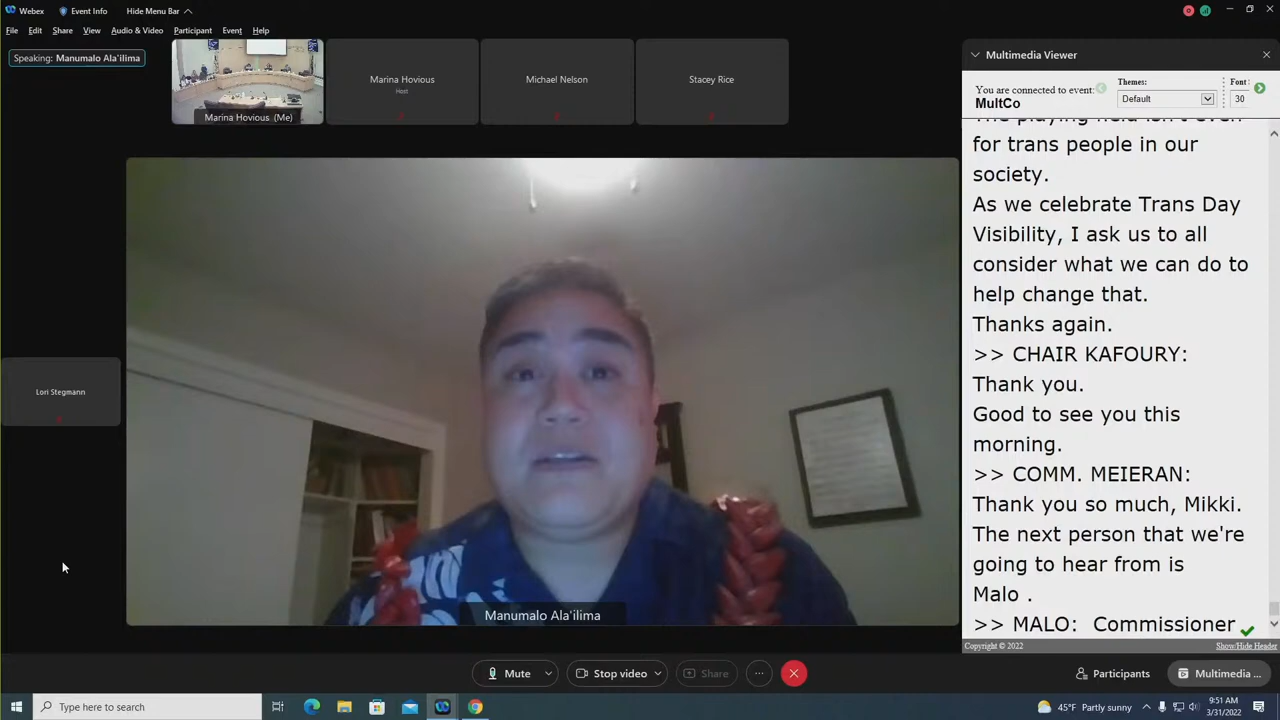 Webex
Event Info
Hide Menu Bar
File Edit Share View Audio & Video Participant Event Help
Speaking: Manumalo Ala'ilima
Marina Hovious (Me)
Marina Hovious
Host
Michael Nelson
Stacey Rice
Lori Stegmann
Manumalo Ala'ilima
Multimedia Viewer
You are connected to event:
MultCo
Themes:
Default
Font
30
The playing field isn't even
for trans people in our
society.
As we celebrate Trans Day
Visibility, I ask us to all
consider what we can do to
help change that.
Thanks again.
>> CHAIR KAFOURY:
Thank you.
Good to see you this
morning.
>> COMM. MEIERAN:
Thank you so much, Mikki.
The next person that we're
going to hear from is
Malo .
>> MALO: Commissioner
Copyright © 2022
Show/Hide Header
Mute
Stop video
Share
Participants
Multimedia ...
Type here to search
45°F Partly sunny
9:51 AM
3/31/2022